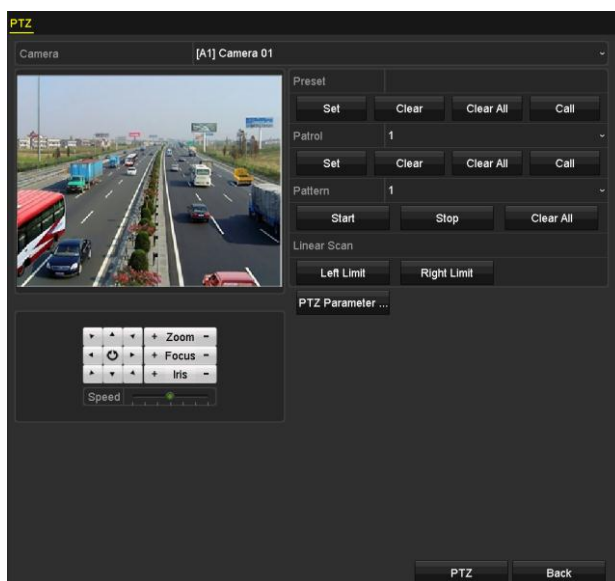 PTZ
Camera [A1] Camera 01
Preset
Set Clear Clear All Call
Patrol 1
Set Clear Clear All Call
Pattern 1
Start Stop Clear All
Linear Scan
Left Limit Right Limit
PTZ Parameter ...
+ Zoom -
+ Focus -
+ Iris -
Speed
PTZ Back